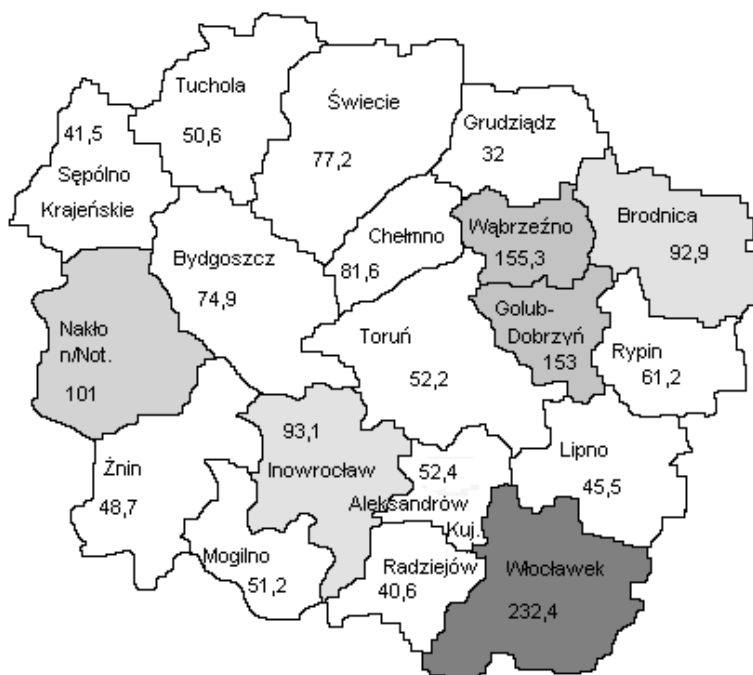 Tuchola
50,6
Świecie
77,2
Grudziądz
32
41,5
Sępólno
Krajeńskie
Wąbrzeźno
155,3
Brodnica
92,9
Chełmno
81,6
Bydgoszcz
74,9
Nakło
n/Not.
101
Toruń
52,2
Golub-
Dobrzyń
153
Rypin
61,2
93,1
Inowrocław
52,4
Aleksandrów
Kuj.
Lipno
45,5
Żnin
48,7
Mogilno
51,2
Radziejów
40,6
Włocławek
232,4